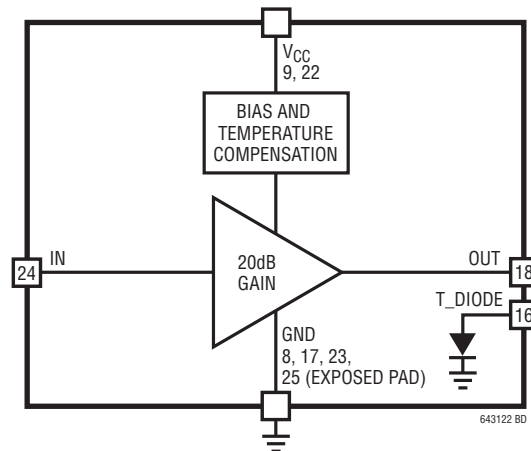 VCC
9, 22
BIAS AND
TEMPERATURE
COMPENSATION
24
IN
20dB
GAIN
OUT
18
T_DIODE
16
GND
8, 17, 23,
25 (EXPOSED PAD)
643122 BD